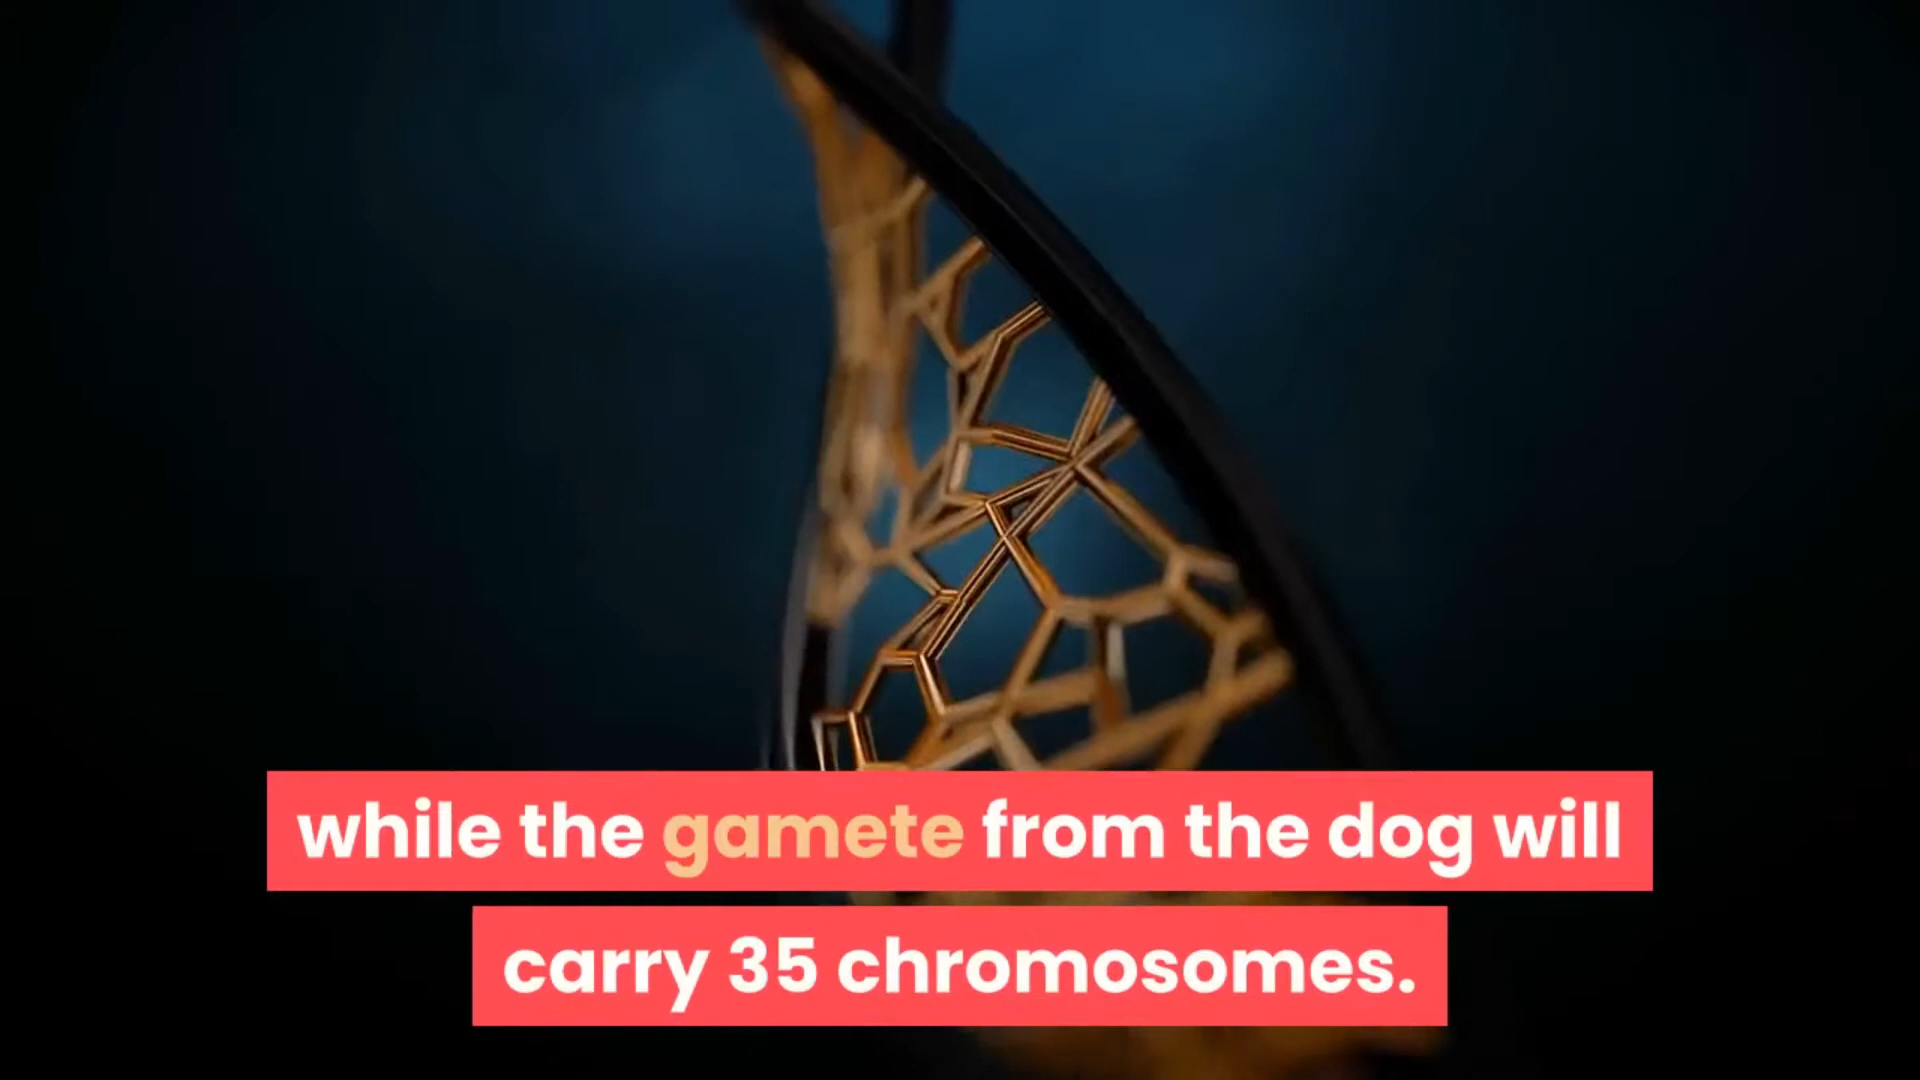 while the gamete from the dog will
carry 35 chromosomes.